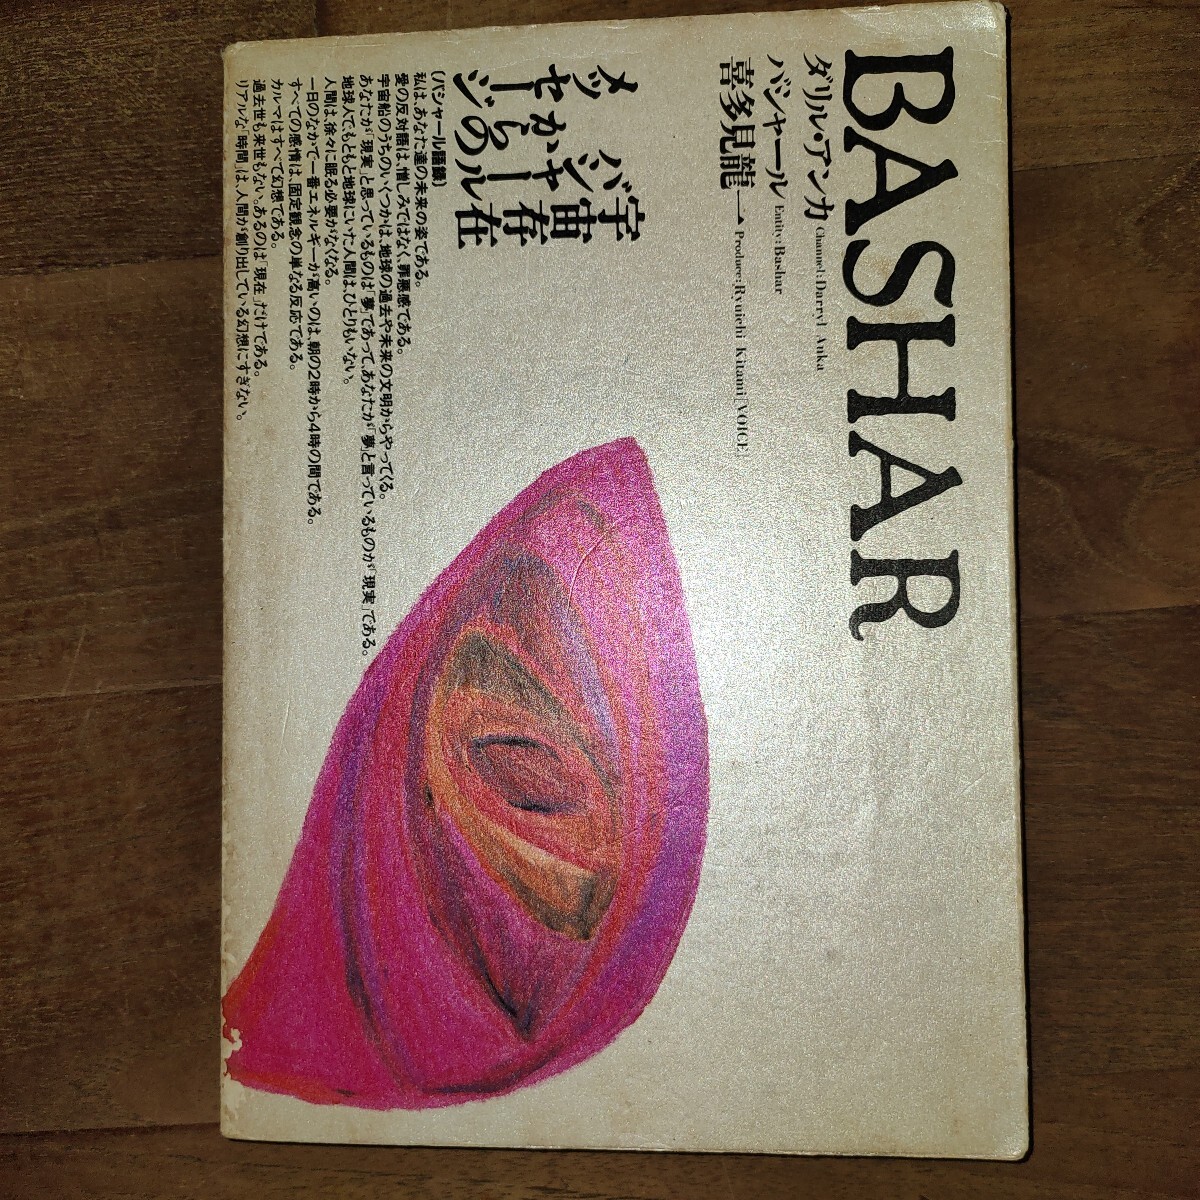 BASHAR
ダリル・アンカ Channel: Darryl Anka
バシャール Entity: Bashar
喜多見龍一 Produce: Ryuichi Kitami「VOICE」
宇宙存在
バシャール
からの
メッセージ
〔バシャール語録〕
私は、あなた達の未来の姿である。
愛の反対語は、憎しみではなく、罪悪感である。
宇宙船のうちのいくつかは、地球の過去や未来の文明からやってくる。
あなたが「現実」と思っているものは「夢」であって、あなたが「夢」と言っているものが「現実」である。
地球人で、もともと地球にいた人間は、ひとりもいない。
人間は、徐々に眠る必要がなくなる。
一日のなかで一番エネルギーが高いのは、朝の2時から4時の間である。
すべての感情は、固定観念の単なる反応である。
カルマはすべて幻想である。
過去世も来世もない。あるのは「現在」だけである。
リアルな「時間」は、人間が創り出している幻想にすぎない。